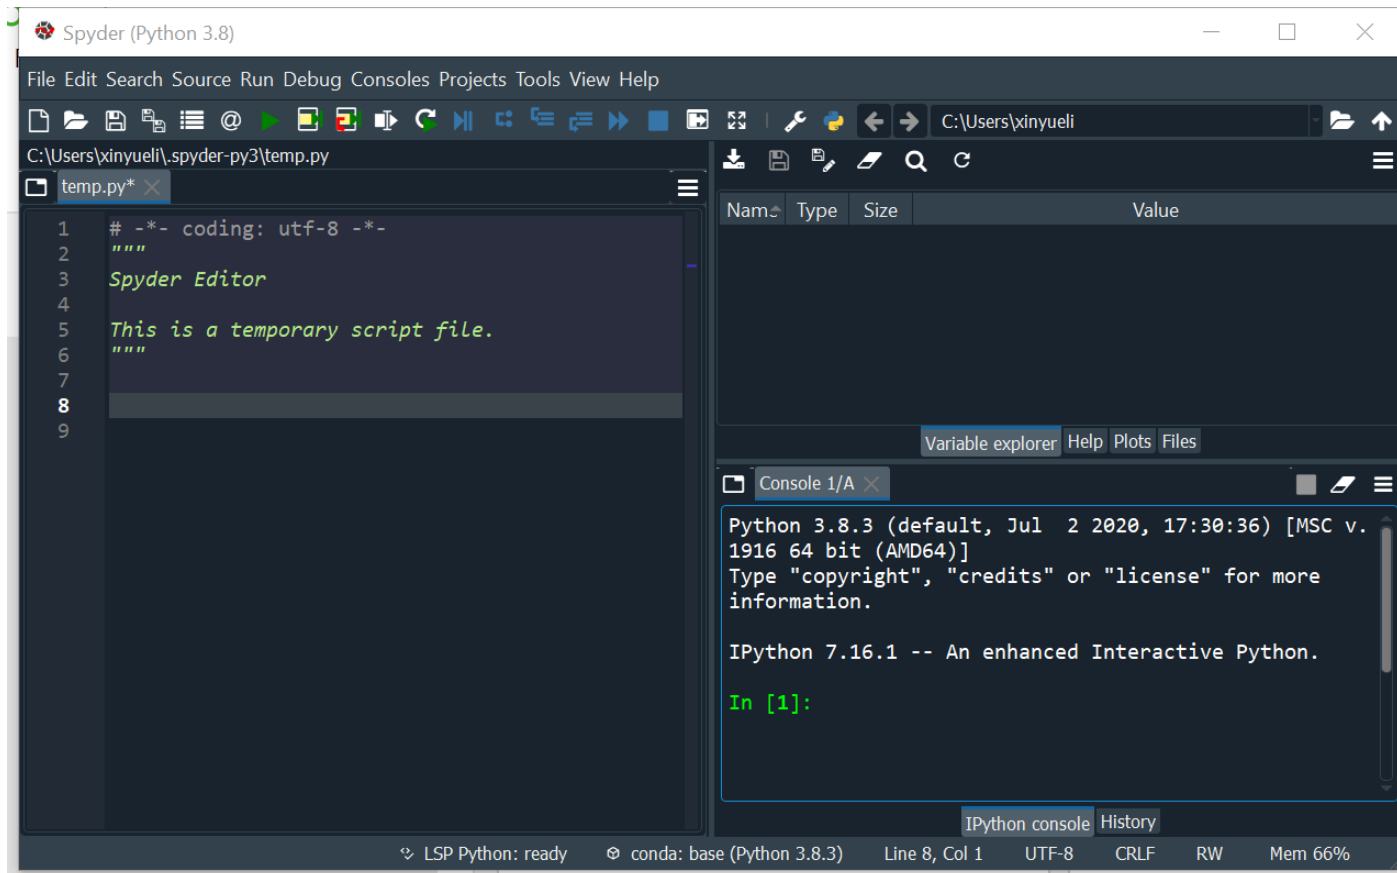 Spyder (Python 3.8)
File Edit Search Source Run Debug Consoles Projects Tools View Help
C:\Users\xinyueli
C:\Users\xinyueli\.spyder-py3\temp.py
temp.py*
1 # -*- coding: utf-8 -*-
2 """
3 Spyder Editor
4
5 This is a temporary script file.
6 """
7
8
9
Nam Type Size Value
Variable explorer Help Plots Files
Console 1/A
Python 3.8.3 (default, Jul  2 2020, 17:30:36) [MSC v.
1916 64 bit (AMD64)]
Type "copyright", "credits" or "license" for more
information.
IPython 7.16.1 -- An enhanced Interactive Python.
In [1]:
IPython console History
LSP Python: ready conda: base (Python 3.8.3) Line 8, Col 1 UTF-8 CRLF RW Mem 66%